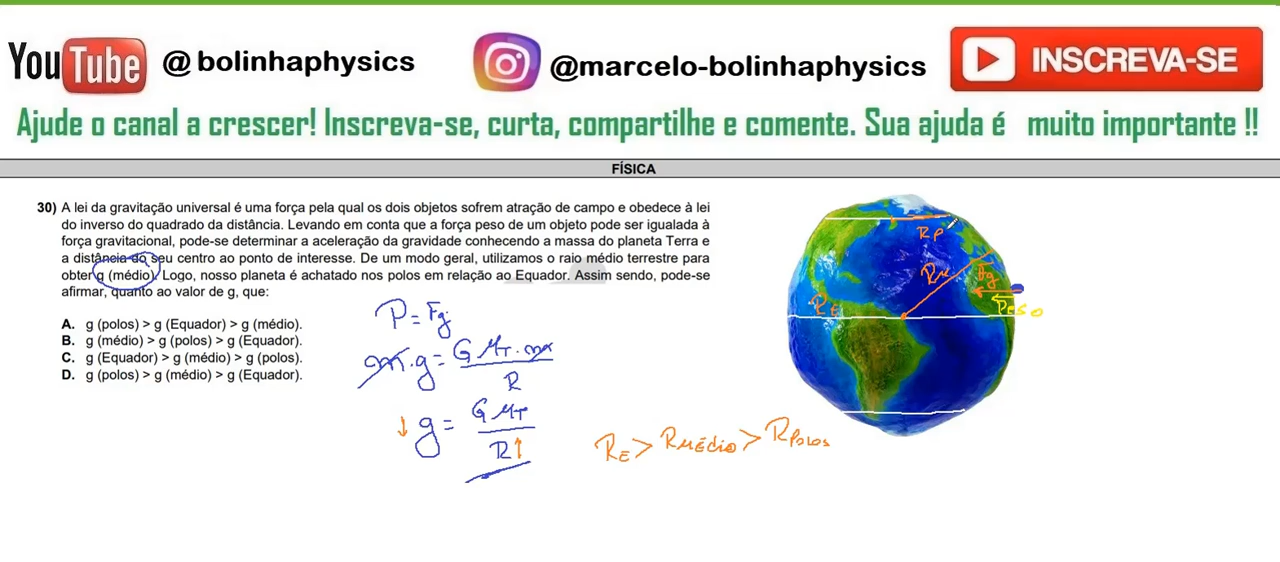 YouTube @bolinhaphysics @marcelo-bolinhaphysics INSCREVA-SE
Ajude o canal a crescer! Inscreva-se, curta, compartilhe e comente. Sua ajuda é muito importante !!
FÍSICA
30) A lei da gravitação universal é uma força pela qual os dois objetos sofrem atração de campo e obedece à lei
do inverso do quadrado da distância. Levando em conta que a força peso de um objeto pode ser igualada à
força gravitacional, pode-se determinar a aceleração da gravidade conhecendo a massa do planeta Terra e
a distância do seu centro ao ponto de interesse. De um modo geral, utilizamos o raio médio terrestre para
obter g (médio). Logo, nosso planeta é achatado nos polos em relação ao Equador. Assim sendo, pode-se
afirmar, quanto ao valor de g, que:
A. g (polos) > g (Equador) > g (médio).
B. g (médio) > g (polos) > g (Equador).
C. g (Equador) > g (médio) > g (polos).
D. g (polos) > g (médio) > g (Equador).
P = Fg
m.g = G MT.m
R
↓ g = G MT
R↑
RE > RMÉDIO > RPOLOS
RP
RM
Ag
RE
PESO